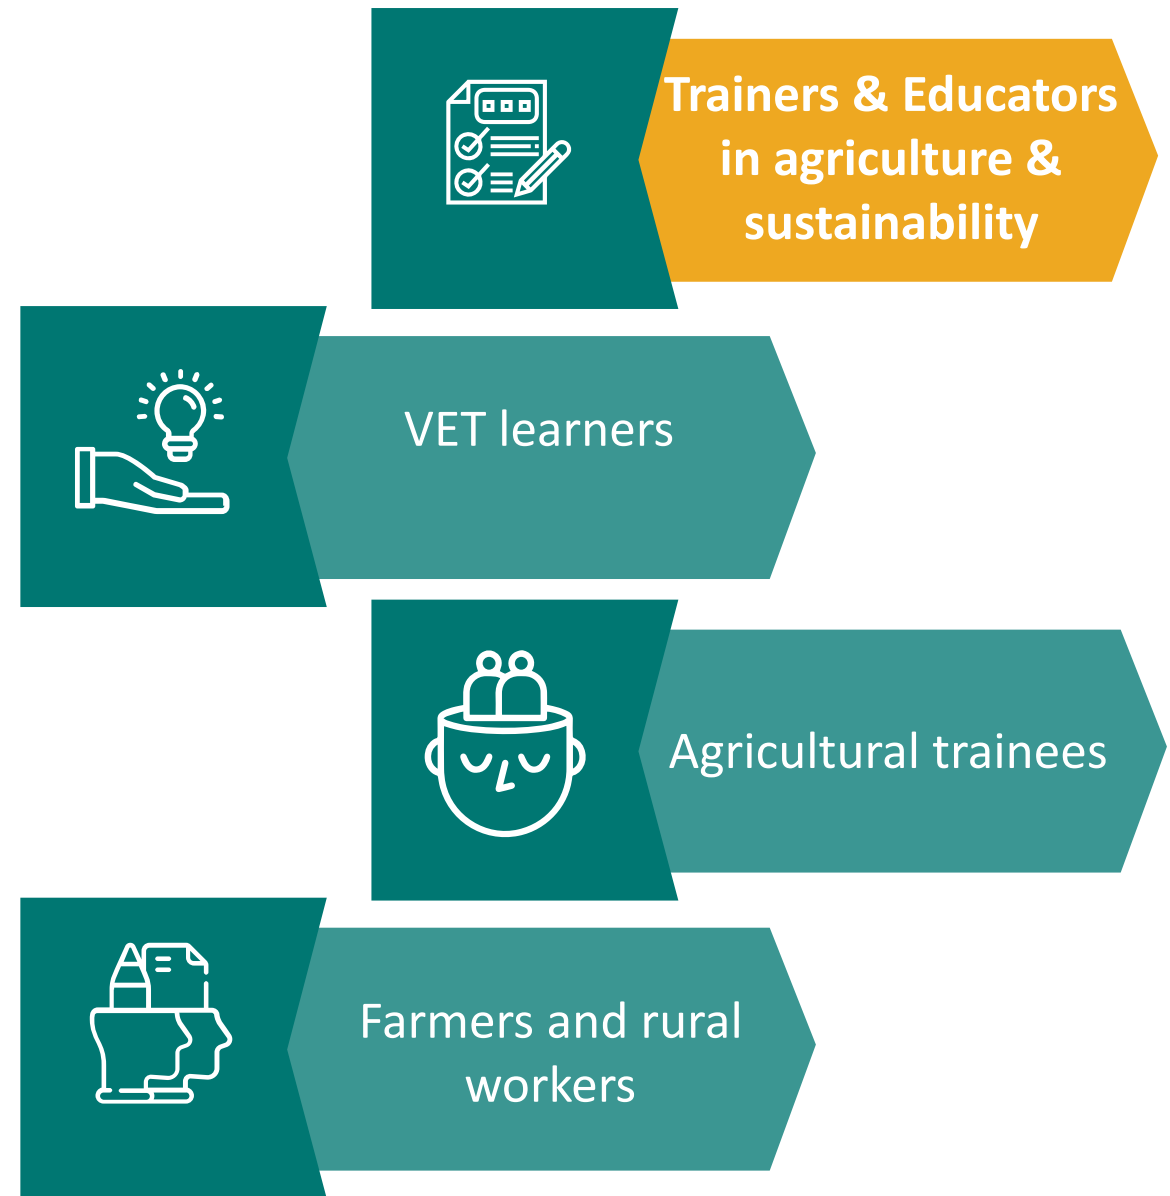 Trainers & Educators
in agriculture &
sustainability
VET learners
Agricultural trainees
Farmers and rural
workers